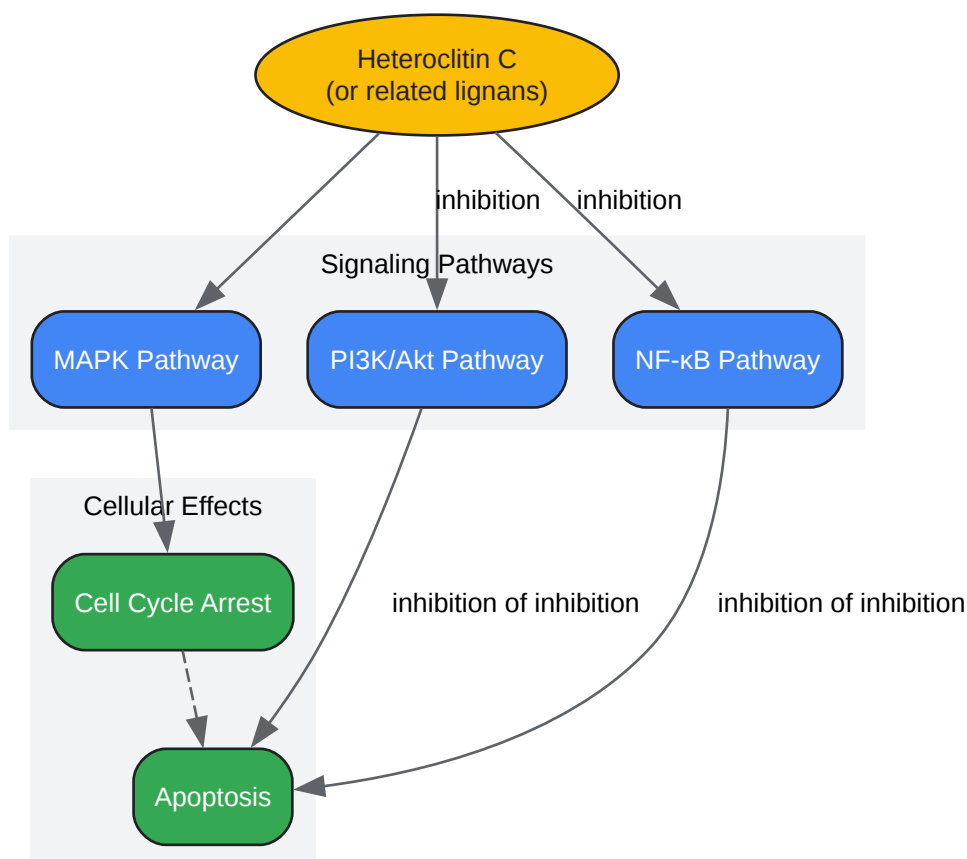 Heteroclitin C
(or related lignans)
inhibition
inhibition
Signaling Pathways
MAPK Pathway
PI3K/Akt Pathway
NF-κB Pathway
Cellular Effects
Cell Cycle Arrest
inhibition of inhibition
inhibition of inhibition
Apoptosis